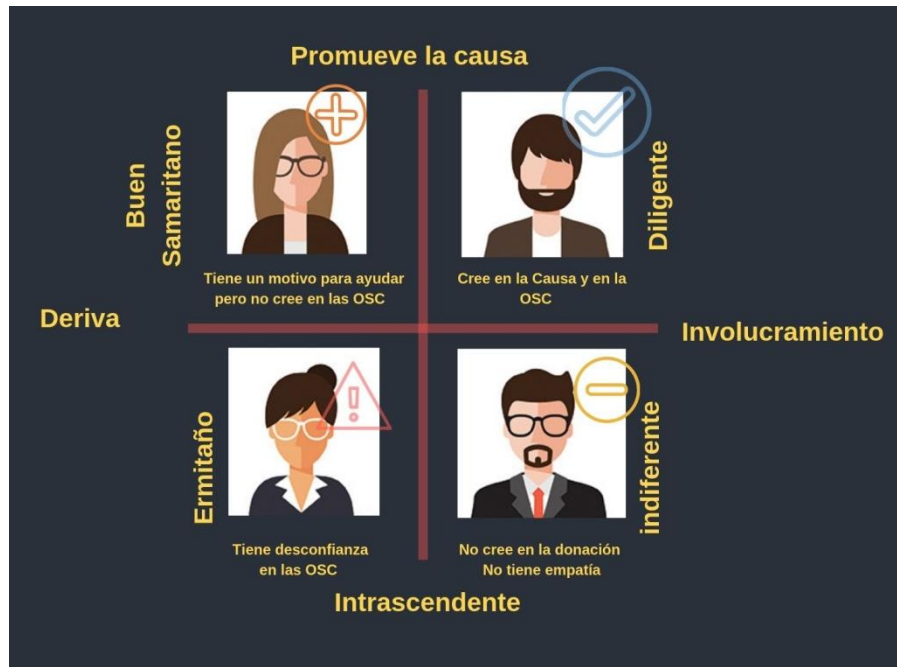 Promueve la causa
Buen
Samaritano
Diligente
Tiene un motivo para ayudar
pero no cree en las OSC
Cree en la Causa y en la
OSC
Deriva
Involucramiento
Ermitaño
indiferente
Tiene desconfianza
en las OSC
No cree en la donación
No tiene empatía
Intrascendente